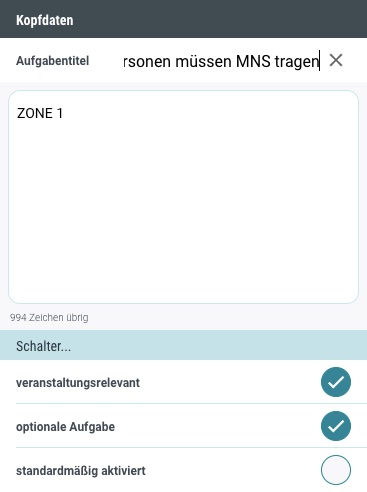 Kopfdaten
Aufgabentitel rsonen müssen MNS tragen
ZONE 1
994 Zeichen übrig
Schalter...
veranstaltungsrelevant
optionale Aufgabe
standardmäßig aktiviert